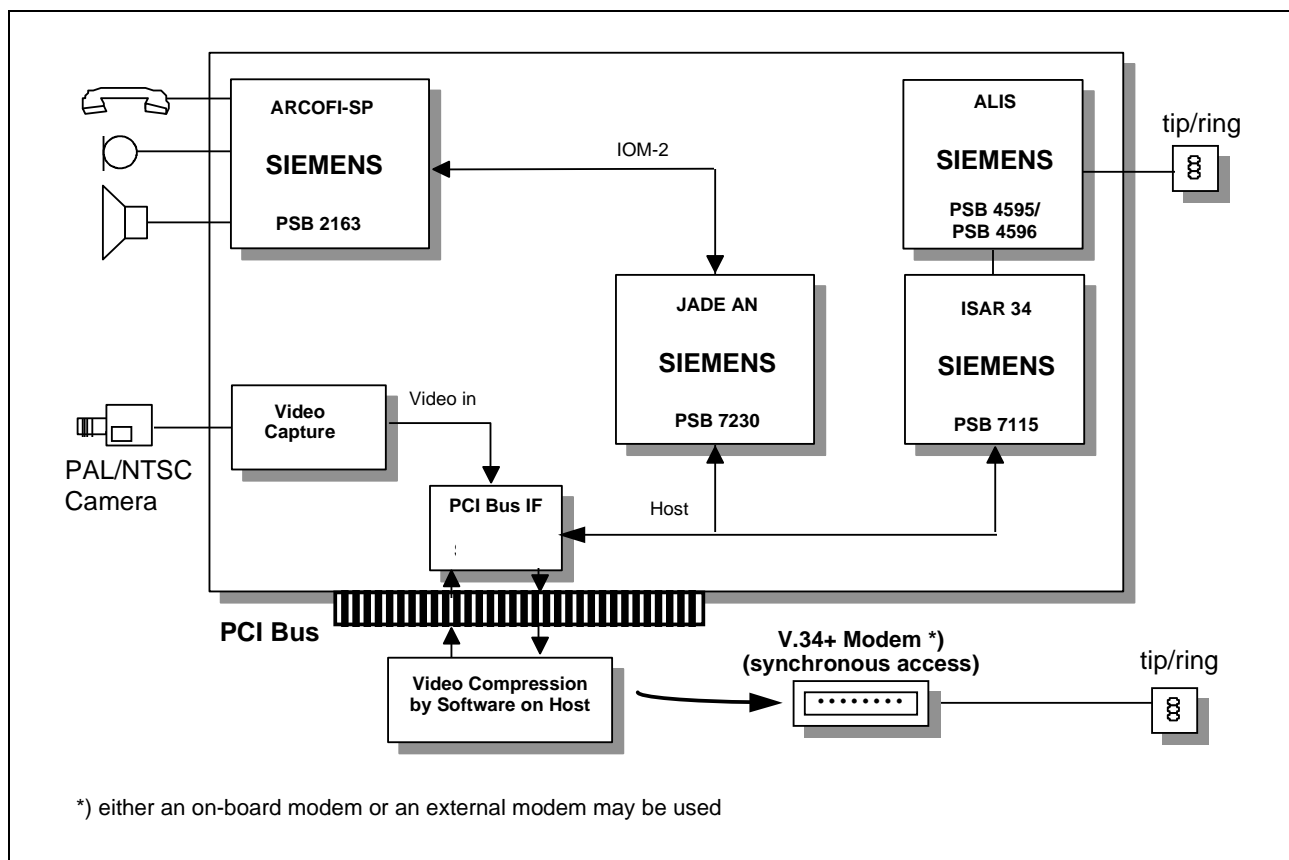 ARCOFI-SP
SIEMENS
PSB 2163
IOM-2
ALIS
SIEMENS
PSB 4595/
PSB 4596
tip/ring
JADE AN
SIEMENS
PSB 7230
ISAR 34
SIEMENS
PSB 7115
Video
Capture
Video in
PAL/NTSC
Camera
PCI Bus IF
Host
PCI Bus
Video Compression
by Software on Host
V.34+ Modem *)
(synchronous access)
tip/ring
*) either an on-board modem or an external modem may be used